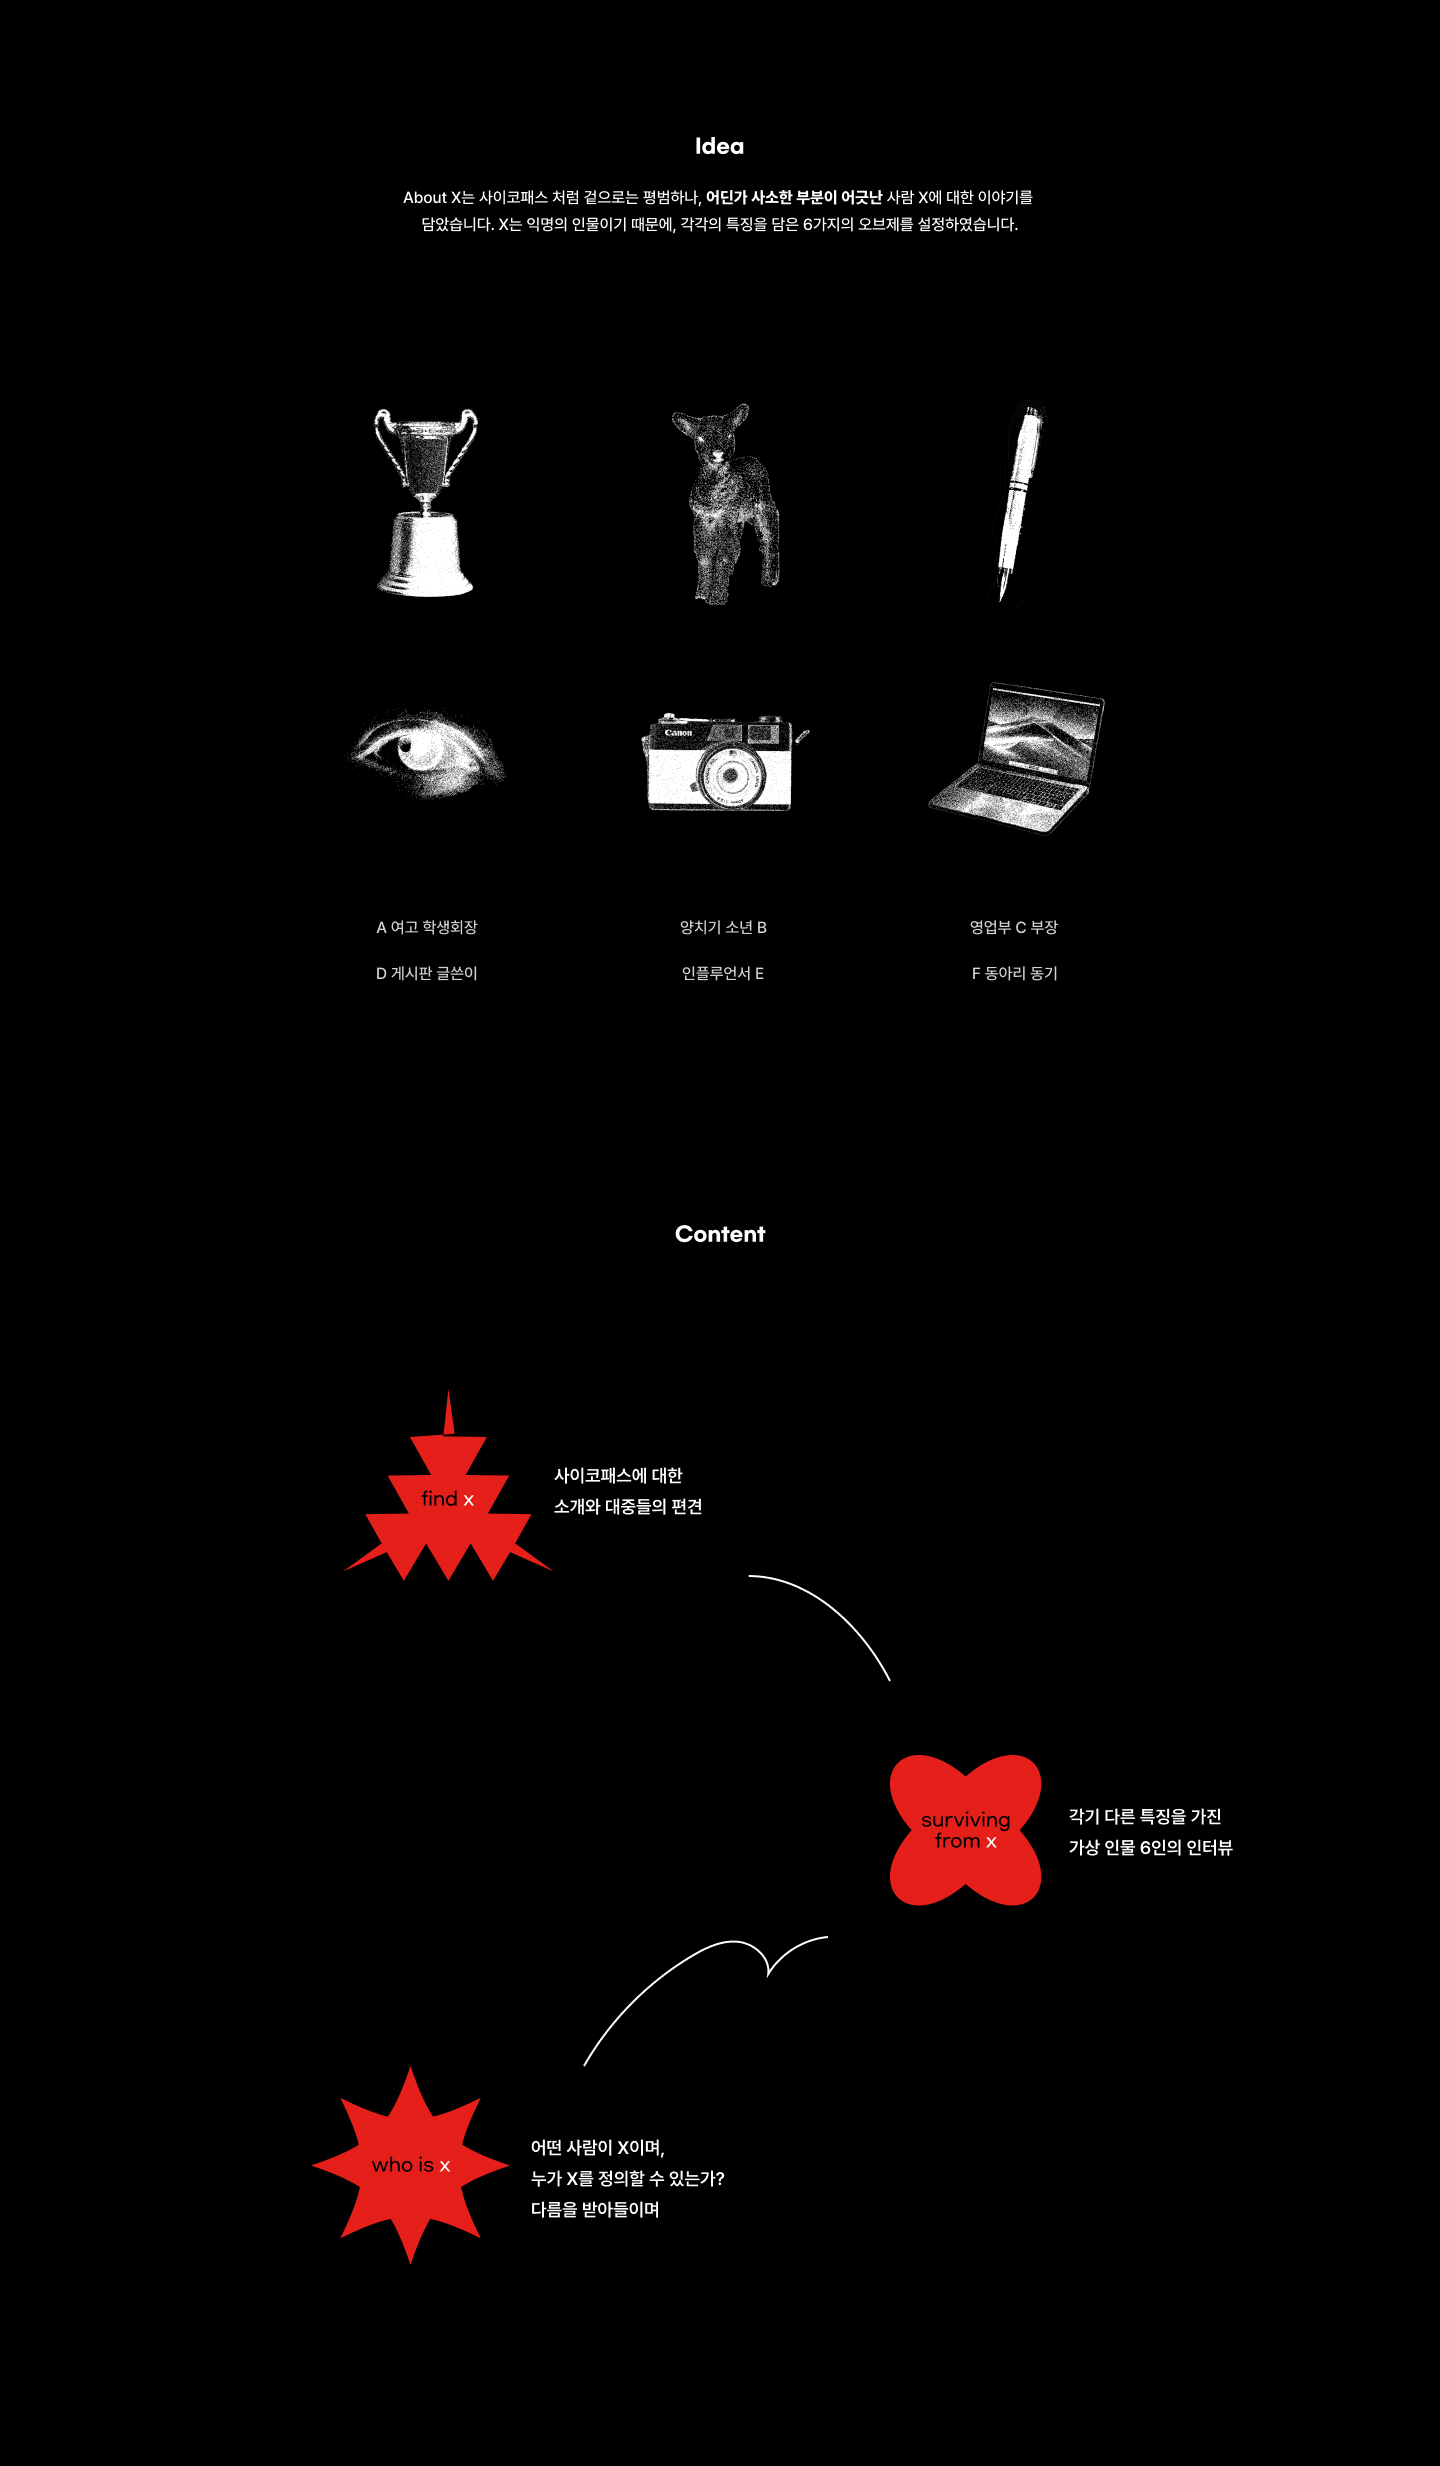 Idea
About X는 사이코패스 처럼 겉으로는 평범하나, 어딘가 사소한 부분이 어긋난 사람 X에 대한 이야기를
담았습니다. X는 익명의 인물이기 때문에, 각각의 특징을 담은 6가지의 오브제를 설정하였습니다.
Canon
A 여고 학생회장
양치기 소년 B
영업부 C 부장
D 게시판 글쓴이
인플루언서 E
F 동아리 동기
Content
find x
사이코패스에 대한
소개와 대중들의 편견
surviving
from x
각기 다른 특징을 가진
가상 인물 6인의 인터뷰
who is x
어떤 사람이 X이며,
누가 X를 정의할 수 있는가?
다름을 받아들이며